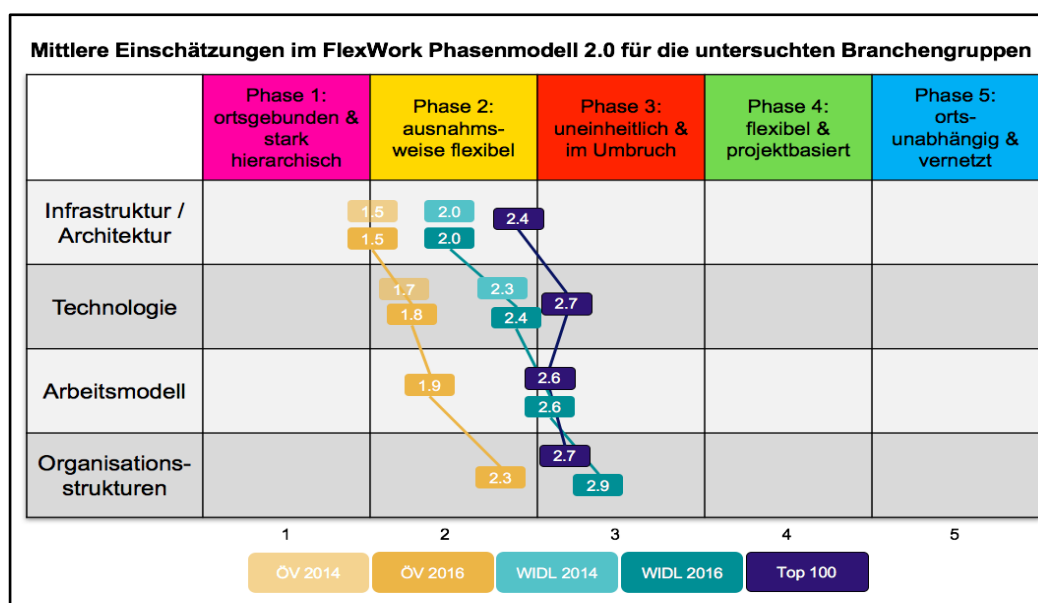 Mittlere Einschätzungen im FlexWork Phasenmodell 2.0 für die untersuchten Branchengruppen
Phase 1:
ortsgebunden &
stark
hierarchisch
Phase 2:
ausnahms-
weise flexibel
Phase 3:
uneinheitlich &
im Umbruch
Phase 4:
flexibel &
projektbasiert
Phase 5:
orts-
unabhängig &
vernetzt
Infrastruktur /
Architektur
1.5
2.0
2.4
1.5
2.0
Technologie
1.7
2.3
2.7
1.8
2.4
Arbeitsmodell
1.9
2.6
2.6
Organisations-
strukturen
2.7
2.3
2.9
1
2
3
4
5
ÖV 2014
ÖV 2016
WIDL 2014
WIDL 2016
Top 100